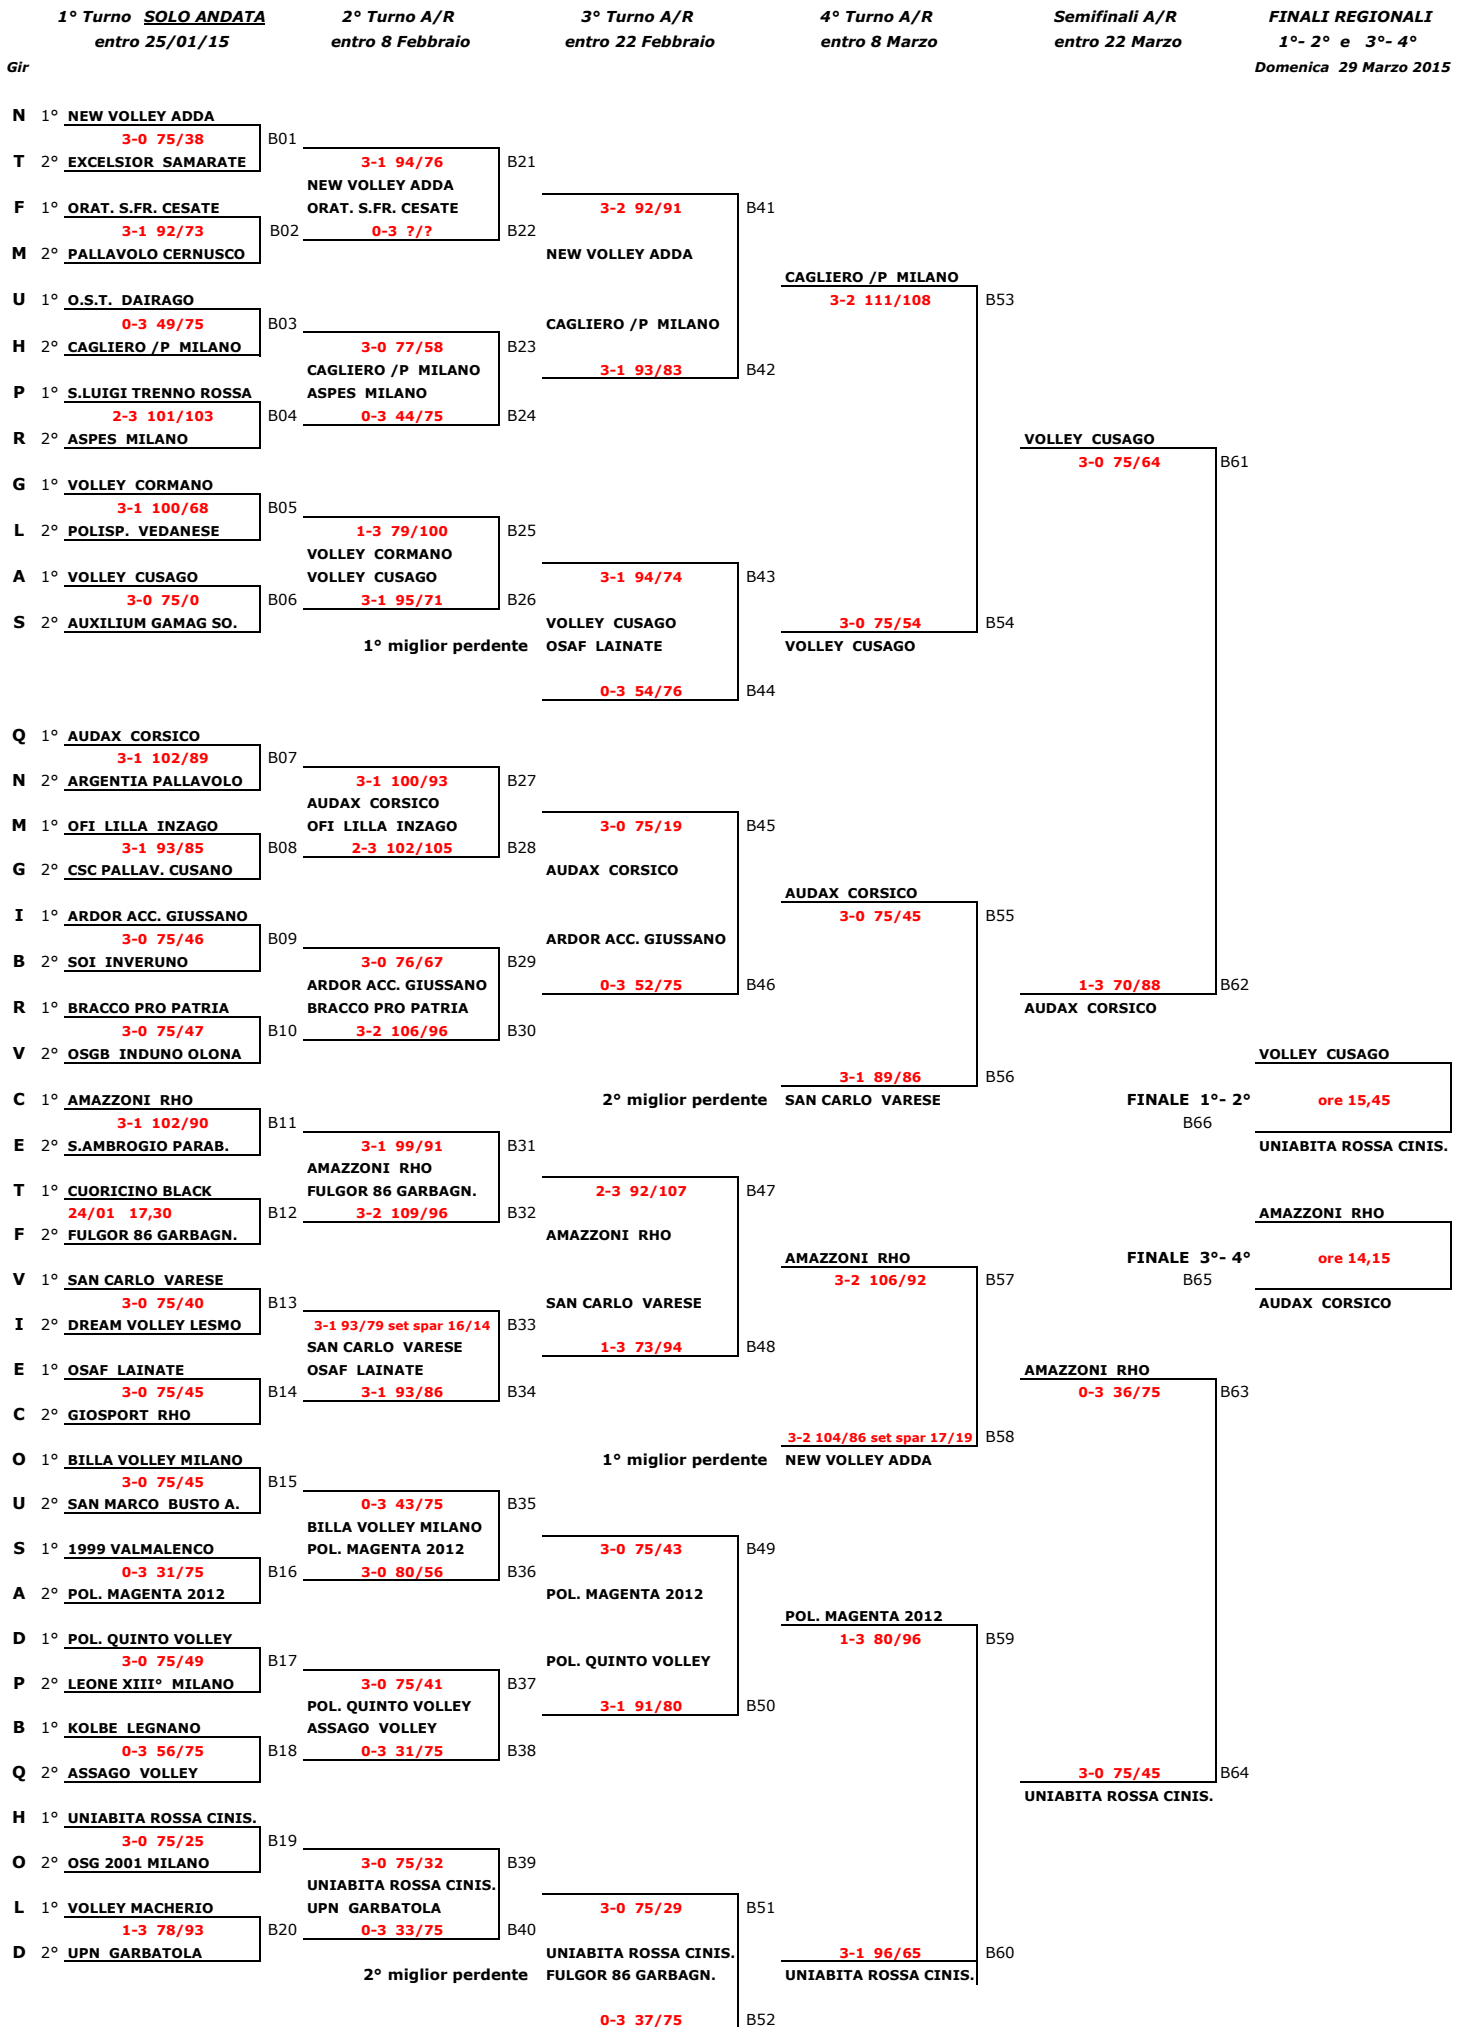 1° Turno SOLO ANDATA 2° Turno A/R 3° Turno A/R 4° Turno A/R Semifinali A/R FINALI REGIONALI
entro 25/01/15 entro 8 Febbraio entro 22 Febbraio entro 8 Marzo entro 22 Marzo 1°- 2° e 3°- 4°
Gir Domenica 29 Marzo 2015
N 1° NEW VOLLEY ADDA
3-0 75/38 B01
T 2° EXCELSIOR SAMARATE 3-1 94/76 B21
NEW VOLLEY ADDA
F 1° ORAT. S.FR. CESATE ORAT. S.FR. CESATE 3-2 92/91 B41
3-1 92/73 B02 0-3 ?/? B22
M 2° PALLAVOLO CERNUSCO NEW VOLLEY ADDA
CAGLIERO /P MILANO
U 1° O.S.T. DAIRAGO 3-2 111/108 B53
0-3 49/75 B03 CAGLIERO /P MILANO
H 2° CAGLIERO /P MILANO 3-0 77/58 B23
CAGLIERO /P MILANO 3-1 93/83 B42
P 1° S.LUIGI TRENNO ROSSA ASPES MILANO
2-3 101/103 B04 0-3 44/75 B24
R 2° ASPES MILANO VOLLEY CUSAGO
3-0 75/64 B61
G 1° VOLLEY CORMANO
3-1 100/68 B05
L 2° POLISP. VEDANESE 1-3 79/100 B25
VOLLEY CORMANO
A 1° VOLLEY CUSAGO VOLLEY CUSAGO 3-1 94/74 B43
3-0 75/0 B06 3-1 95/71 B26
S 2° AUXILIUM GAMAG SO. VOLLEY CUSAGO 3-0 75/54 B54
1° miglior perdente OSAF LAINATE VOLLEY CUSAGO
0-3 54/76 B44
Q 1° AUDAX CORSICO
3-1 102/89 B07
N 2° ARGENTIA PALLAVOLO 3-1 100/93 B27
AUDAX CORSICO
M 1° OFI LILLA INZAGO OFI LILLA INZAGO 3-0 75/19 B45
3-1 93/85 B08 2-3 102/105 B28
G 2° CSC PALLAV. CUSANO AUDAX CORSICO
AUDAX CORSICO
I 1° ARDOR ACC. GIUSSANO 3-0 75/45 B55
3-0 75/46 B09 ARDOR ACC. GIUSSANO
B 2° SOI INVERUNO 3-0 76/67 B29
ARDOR ACC. GIUSSANO 0-3 52/75 B46 1-3 70/88 B62
R 1° BRACCO PRO PATRIA BRACCO PRO PATRIA AUDAX CORSICO
3-0 75/47 B10 3-2 106/96 B30
V 2° OSGB INDUNO OLONA VOLLEY CUSAGO
3-1 89/86 B56
C 1° AMAZZONI RHO 2° miglior perdente SAN CARLO VARESE FINALE 1°- 2° ore 15,45
3-1 102/90 B11 B66
E 2° S.AMBROGIO PARAB. 3-1 99/91 B31 UNIABITA ROSSA CINIS.
AMAZZONI RHO
T 1° CUORICINO BLACK FULGOR 86 GARBAGN. 2-3 92/107 B47
24/01 17,30 B12 3-2 109/96 B32 AMAZZONI RHO
F 2° FULGOR 86 GARBAGN. AMAZZONI RHO
AMAZZONI RHO FINALE 3°- 4° ore 14,15
V 1° SAN CARLO VARESE 3-2 106/92 B57 B65
3-0 75/40 B13 SAN CARLO VARESE AUDAX CORSICO
I 2° DREAM VOLLEY LESMO 3-1 93/79 set spar 16/14 B33
SAN CARLO VARESE 1-3 73/94 B48
E 1° OSAF LAINATE OSAF LAINATE AMAZZONI RHO
3-0 75/45 B14 3-1 93/86 B34 0-3 36/75 B63
C 2° GIOSPORT RHO
3-2 104/86 set spar 17/19 B58
O 1° BILLA VOLLEY MILANO 1° miglior perdente NEW VOLLEY ADDA
3-0 75/45 B15
U 2° SAN MARCO BUSTO A. 0-3 43/75 B35
BILLA VOLLEY MILANO
S 1° 1999 VALMALENCO POL. MAGENTA 2012 3-0 75/43 B49
0-3 31/75 B16 3-0 80/56 B36
A 2° POL. MAGENTA 2012 POL. MAGENTA 2012
POL. MAGENTA 2012
D 1° POL. QUINTO VOLLEY 1-3 80/96 B59
3-0 75/49 B17 POL. QUINTO VOLLEY
P 2° LEONE XIII° MILANO 3-0 75/41 B37
POL. QUINTO VOLLEY 3-1 91/80 B50
B 1° KOLBE LEGNANO ASSAGO VOLLEY
0-3 56/75 B18 0-3 31/75 B38
Q 2° ASSAGO VOLLEY 3-0 75/45 B64
UNIABITA ROSSA CINIS.
H 1° UNIABITA ROSSA CINIS.
3-0 75/25 B19
O 2° OSG 2001 MILANO 3-0 75/32 B39
UNIABITA ROSSA CINIS.
L 1° VOLLEY MACHERIO UPN GARBATOLA 3-0 75/29 B51
1-3 78/93 B20 0-3 33/75 B40
D 2° UPN GARBATOLA UNIABITA ROSSA CINIS. 3-1 96/65 B60
2° miglior perdente FULGOR 86 GARBAGN. UNIABITA ROSSA CINIS.
0-3 37/75 B52